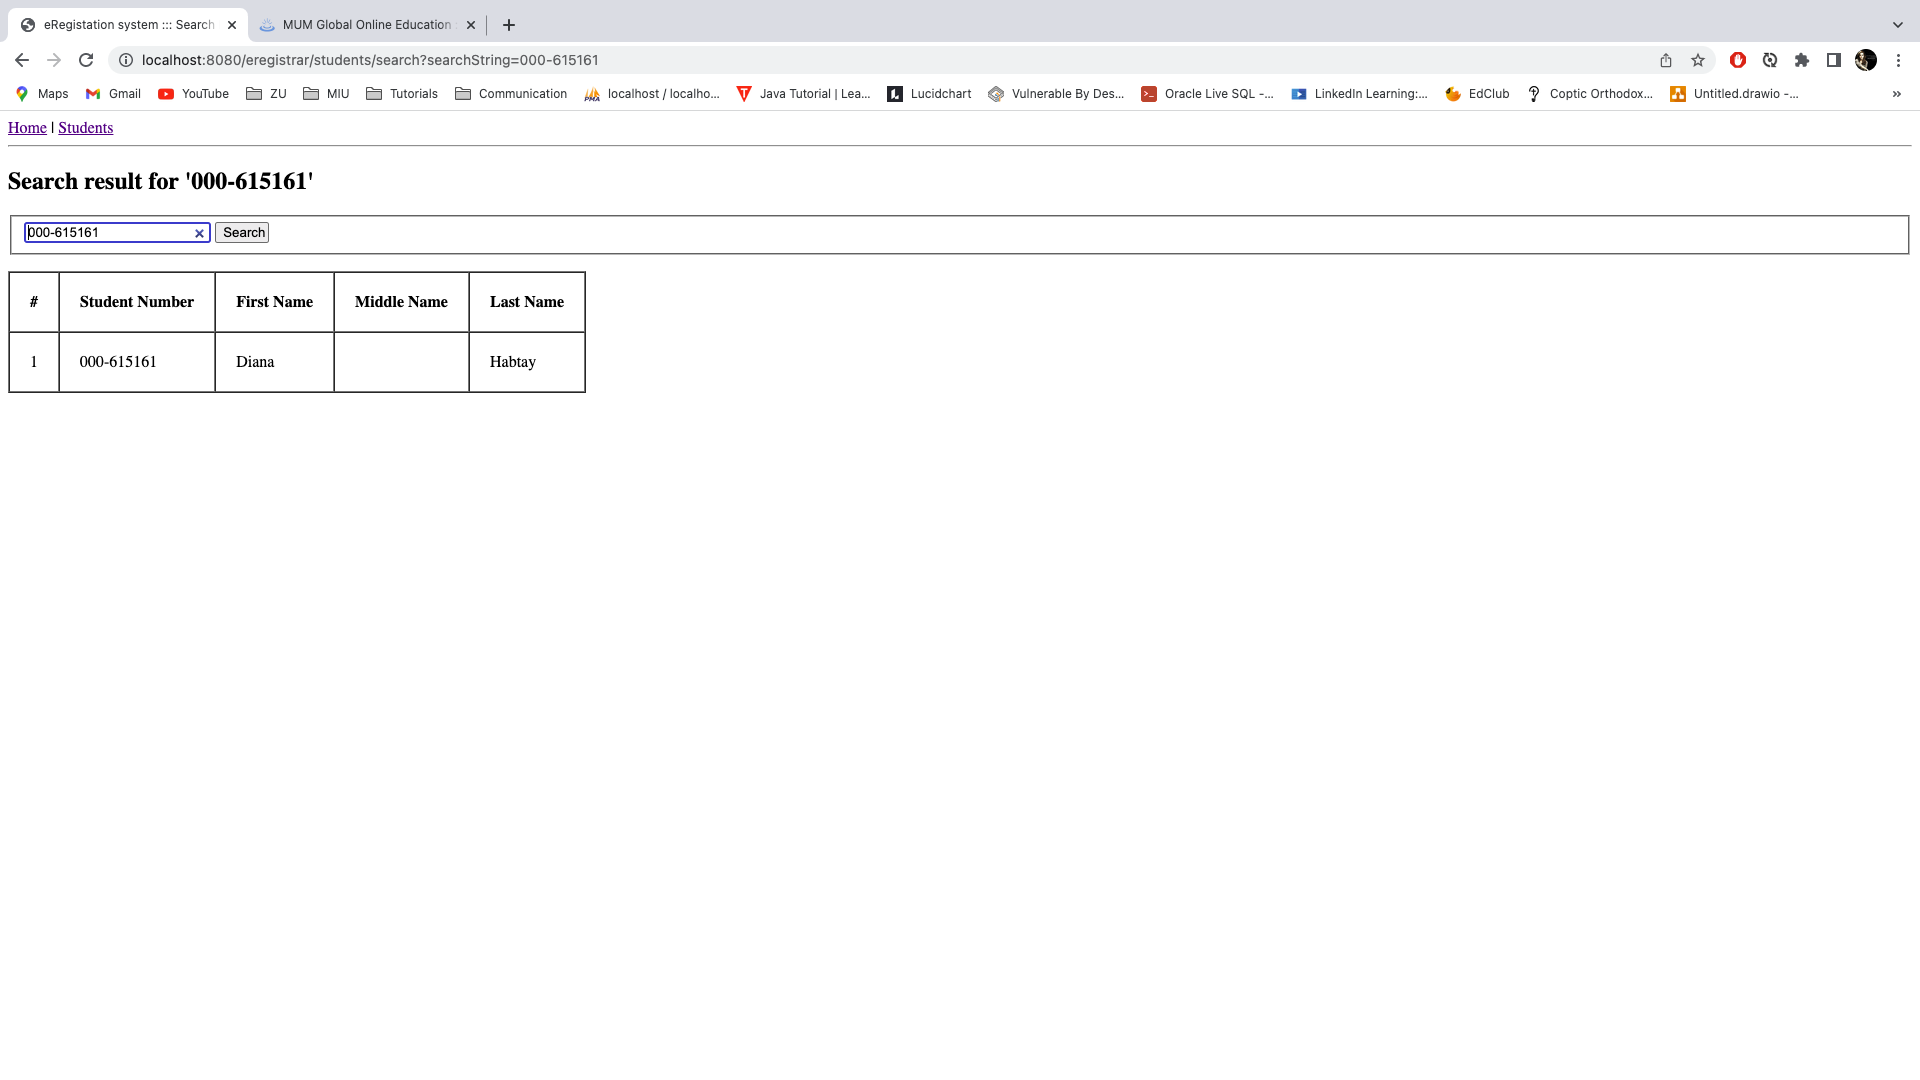 eRegistation system ::: Search
MUM Global Online Education
localhost:8080/eregistrar/students/search?searchString=000-615161
Maps Gmail YouTube ZU MIU Tutorials Communication localhost / localho... Java Tutorial | Lea... Lucidchart Vulnerable By Des... Oracle Live SQL -... LinkedIn Learning:... EdClub Coptic Orthodox... Untitled.drawio -... »
Home | Students
Search result for '000-615161'
000-615161 Search
# Student Number First Name Middle Name Last Name
1 000-615161 Diana Habtay